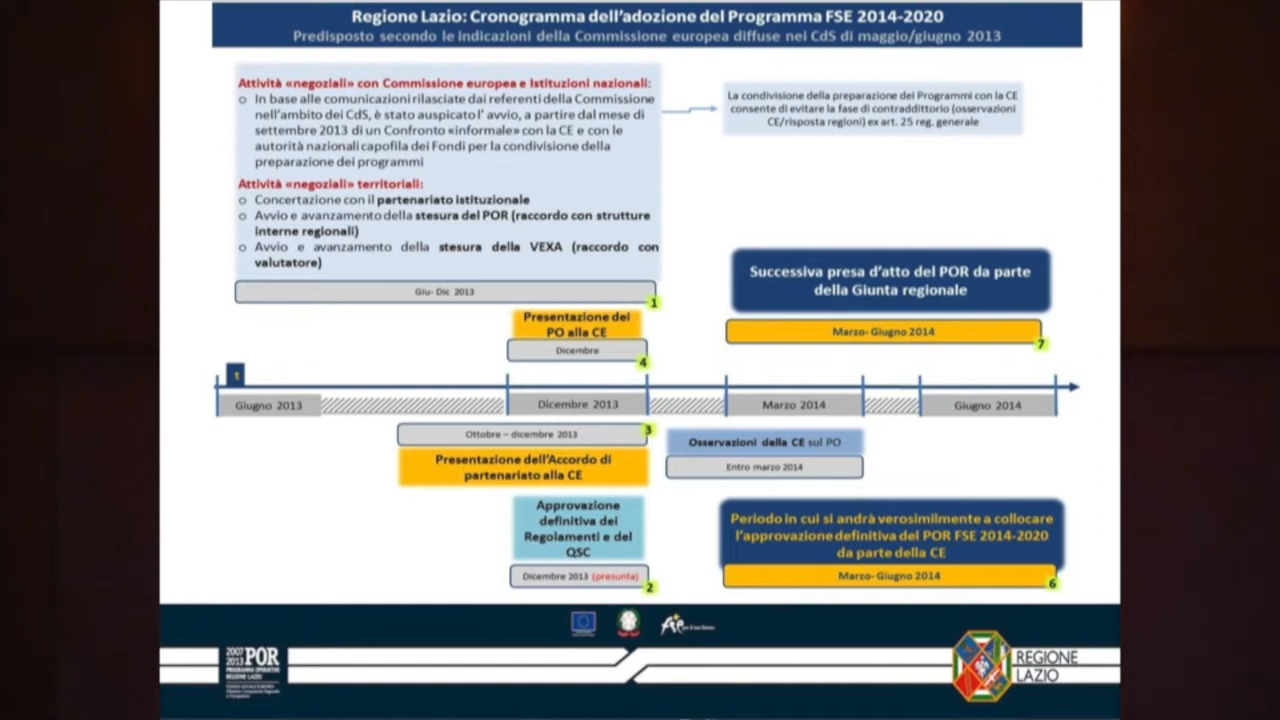 Regione Lazio: Cronogramma dell'adozione del Programma FSE 2014-2020
Predisposto secondo le indicazioni della Commissione europea diffuse nei CdS di maggio/giugno 2013
Attività «negoziali» con Commissione europea e Istituzioni nazionali:
o In base alle comunicazioni rilasciate dai referenti della Commissione
nell'ambito dei CdS, è stato auspicato l' avvio, a partire dal mese di
settembre 2013 di un Confronto «informale» con la CE e con le
autorità nazionali capofila dei Fondi per la condivisione della
preparazione dei programmi
Attività «negoziali» territoriali:
o Concertazione con il partenariato istituzionale
o Avvio e avanzamento della stesura del POR (raccordo con strutture
interne regionali)
o Avvio e avanzamento della stesura della VEXA (raccordo con
valutatore)
Giu- Dic 2013
1
La condivisione della preparazione dei Programmi con la CE
consente di evitare la fase di contraddittorio (osservazioni
CE/risposta regioni) ex art. 25 reg. generale
Successiva presa d'atto del POR da parte
della Giunta regionale
Marzo- Giugno 2014
7
Presentazione dei
PO alla CE
Dicembre
4
t
Giugno 2013
Dicembre 2013
Marzo 2014
Giugno 2014
Ottobre – dicembre 2013
3
Presentazione dell'Accordo di
partenariato alla CE
Osservazioni della CE sul PO
Entro marzo 2014
Approvazione
definitiva dei
Regolamenti e del
QSC
Dicembre 2013 (presunta)
2
Periodo in cui si andrà verosimilmente a collocare
l'approvazione definitiva del POR FSE 2014-2020
da parte della CE
Marzo- Giugno 2014
6
2007
2013 POR
PROGRAMMA OPERATIVO
REGIONE LAZIO
REGIONE
LAZIO